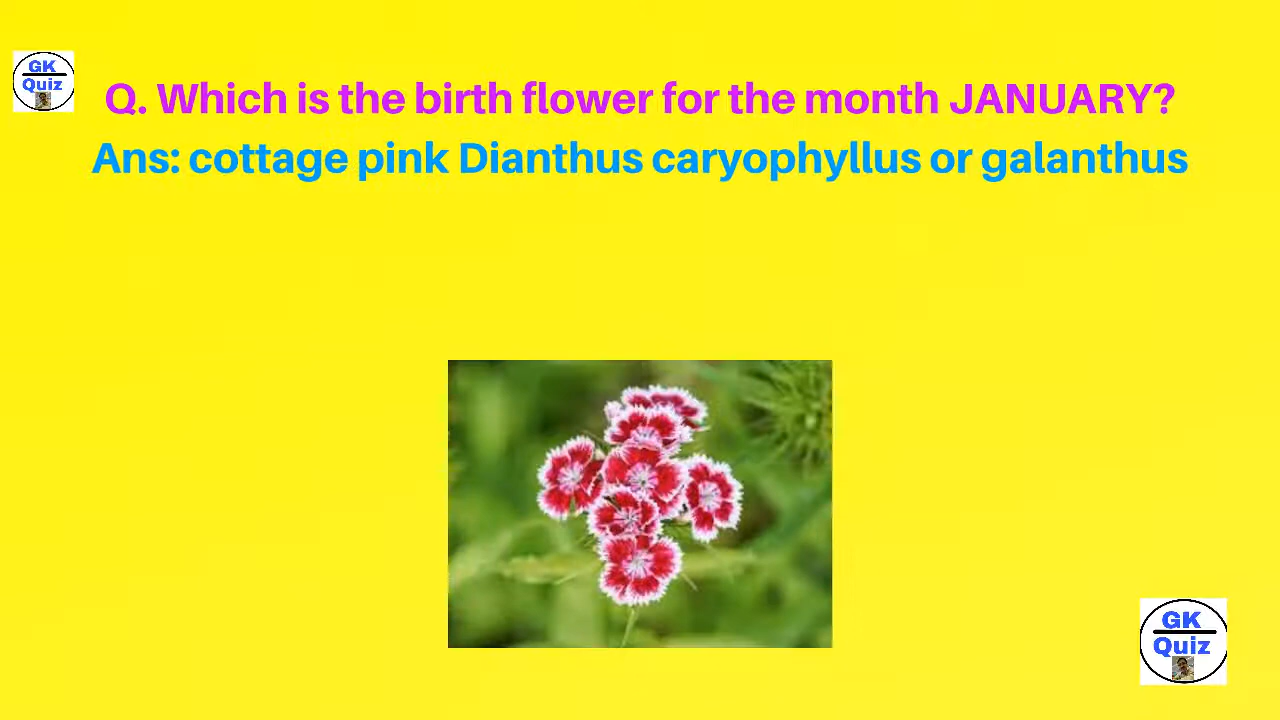 GK
Quiz
Q. Which is the birth flower for the month JANUARY?
Ans: cottage pink Dianthus caryophyllus or galanthus
GK
Quiz